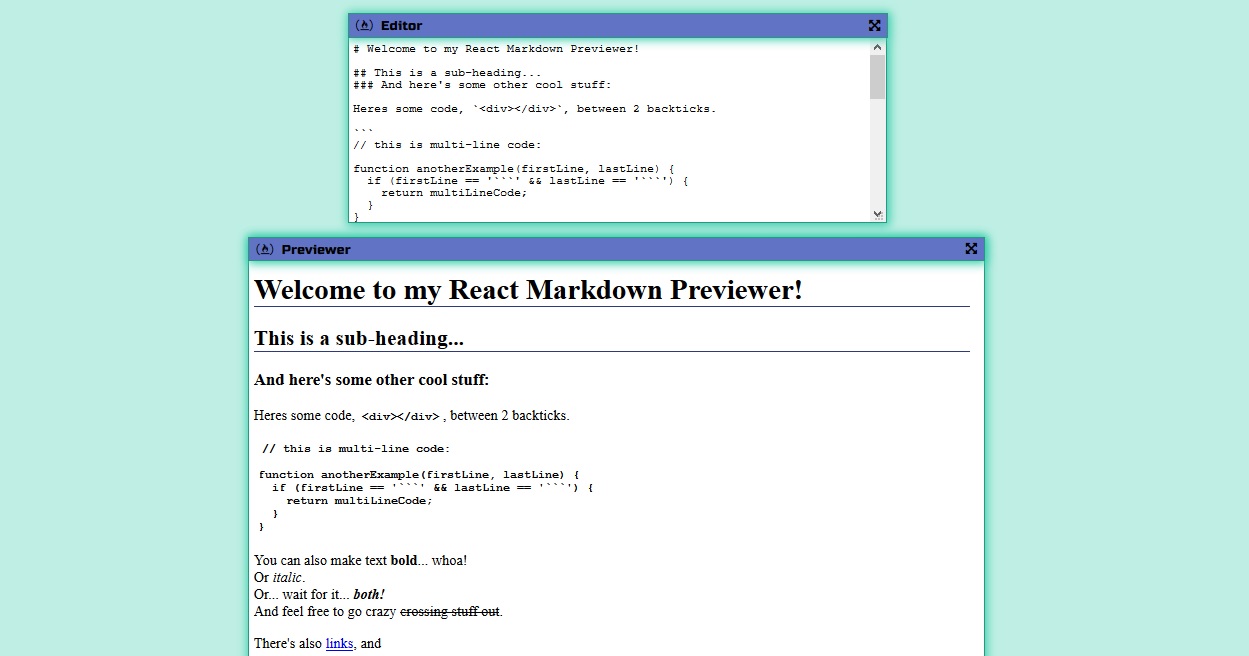 Editor
# Welcome to my React Markdown Previewer!
## This is a sub-heading...
### And here's some other cool stuff:
Heres some code, `<div></div>`, between 2 backticks.
```
// this is multi-line code:
function anotherExample(firstLine, lastLine) {
  if (firstLine == '```' && lastLine == '```') {
    return multiLineCode;
  }
}
Previewer
Welcome to my React Markdown Previewer!
This is a sub-heading...
And here's some other cool stuff:
Heres some code, <div></div>, between 2 backticks.
// this is multi-line code:
function anotherExample(firstLine, lastLine) {
  if (firstLine == '```' && lastLine == '```') {
    return multiLineCode;
  }
}
You can also make text bold... whoa!
Or italic.
Or... wait for it... both!
And feel free to go crazy crossing stuff out.
There's also links, and